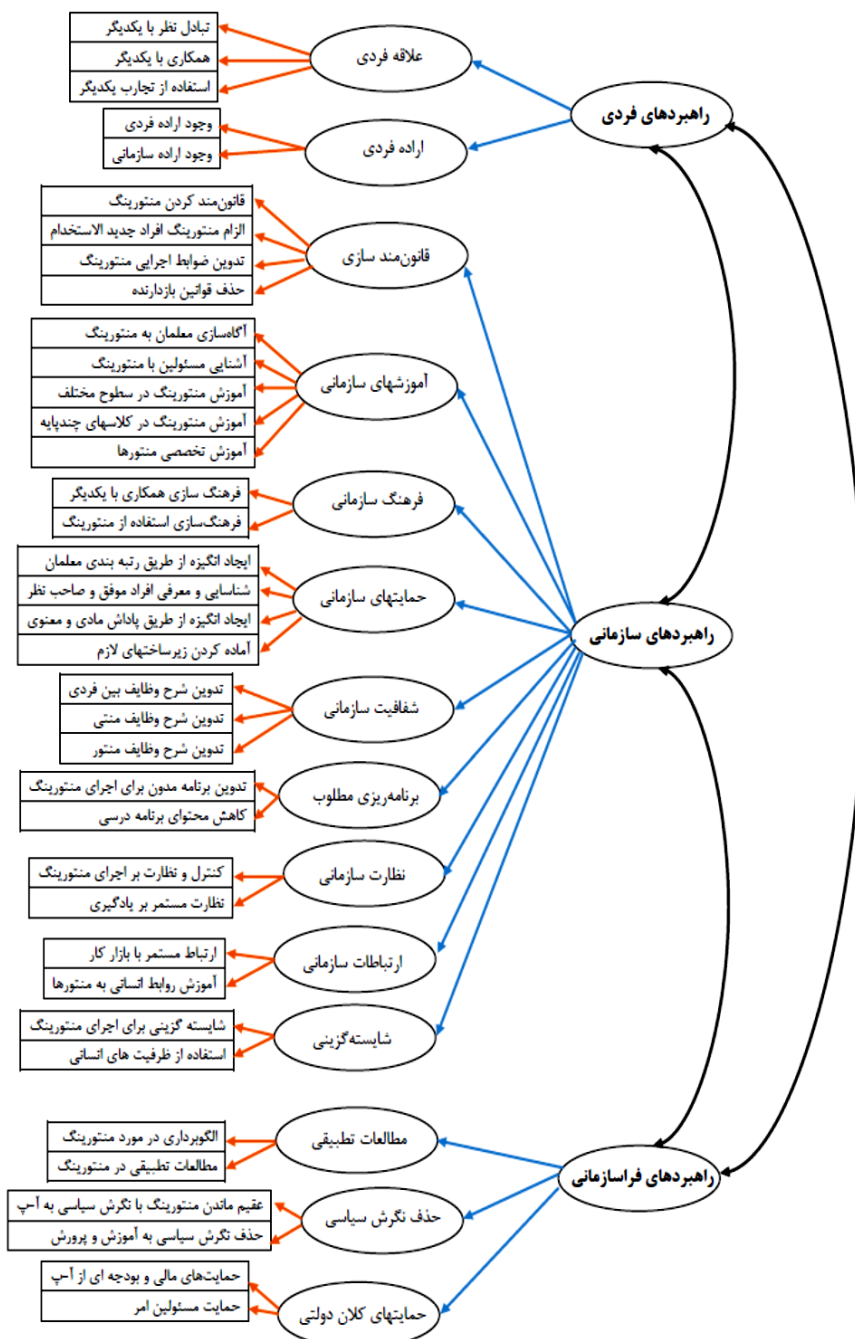 راهبردهای فردی
علاقه فردی
تبادل نظر با یکدیگر
همکاری با یکدیگر
استفاده از تجارب یکدیگر
اراده فردی
وجود اراده فردی
وجود اراده سازمانی
راهبردهای سازمانی
قانون‌مند سازی
قانون‌مند کردن منتورینگ
الزام منتورینگ افراد جدید الاستخدام
تدوین ضوابط اجرایی منتورینگ
حذف قوانین بازدارنده
آموزشهای سازمانی
آگاه‌سازی معلمان به منتورینگ
آشنایی مسئولین با منتورینگ
آموزش منتورینگ در سطوح مختلف
آموزش منتورینگ در کلاسهای چندپایه
آموزش تخصصی منتورها
فرهنگ سازمانی
فرهنگ سازی همکاری با یکدیگر
فرهنگ‌سازی استفاده از منتورینگ
حمایتهای سازمانی
ایجاد انگیزه از طریق رتبه بندی معلمان
شناسایی و معرفی افراد موفق و صاحب نظر
ایجاد انگیزه از طریق پاداش مادی و معنوی
آماده کردن زیرساختهای لازم
شفافیت سازمانی
تدوین شرح وظایف بین فردی
تدوین شرح وظایف منتی
تدوین شرح وظایف منتور
برنامه‌ریزی مطلوب
تدوین برنامه مدون برای اجرای منتورینگ
کاهش محتوای برنامه درسی
نظارت سازمانی
کنترل و نظارت بر اجرای منتورینگ
نظارت مستمر بر یادگیری
ارتباطات سازمانی
ارتباط مستمر با بازار کار
آموزش روابط انسانی به منتورها
شایسته‌گزینی
شایسته گزینی برای اجرای منتورینگ
استفاده از ظرفیت های انسانی
راهبردهای فراسازمانی
مطالعات تطبیقی
الگوبرداری در مورد منتورینگ
مطالعات تطبیقی در منتورینگ
حذف نگرش سیاسی
عقیم ماندن منتورینگ با نگرش سیاسی به آ-پ
حذف نگرش سیاسی به آموزش و پرورش
حمایتهای کلان دولتی
حمایت‌های مالی و بودجه ای از آ-پ
حمایت مسئولین امر